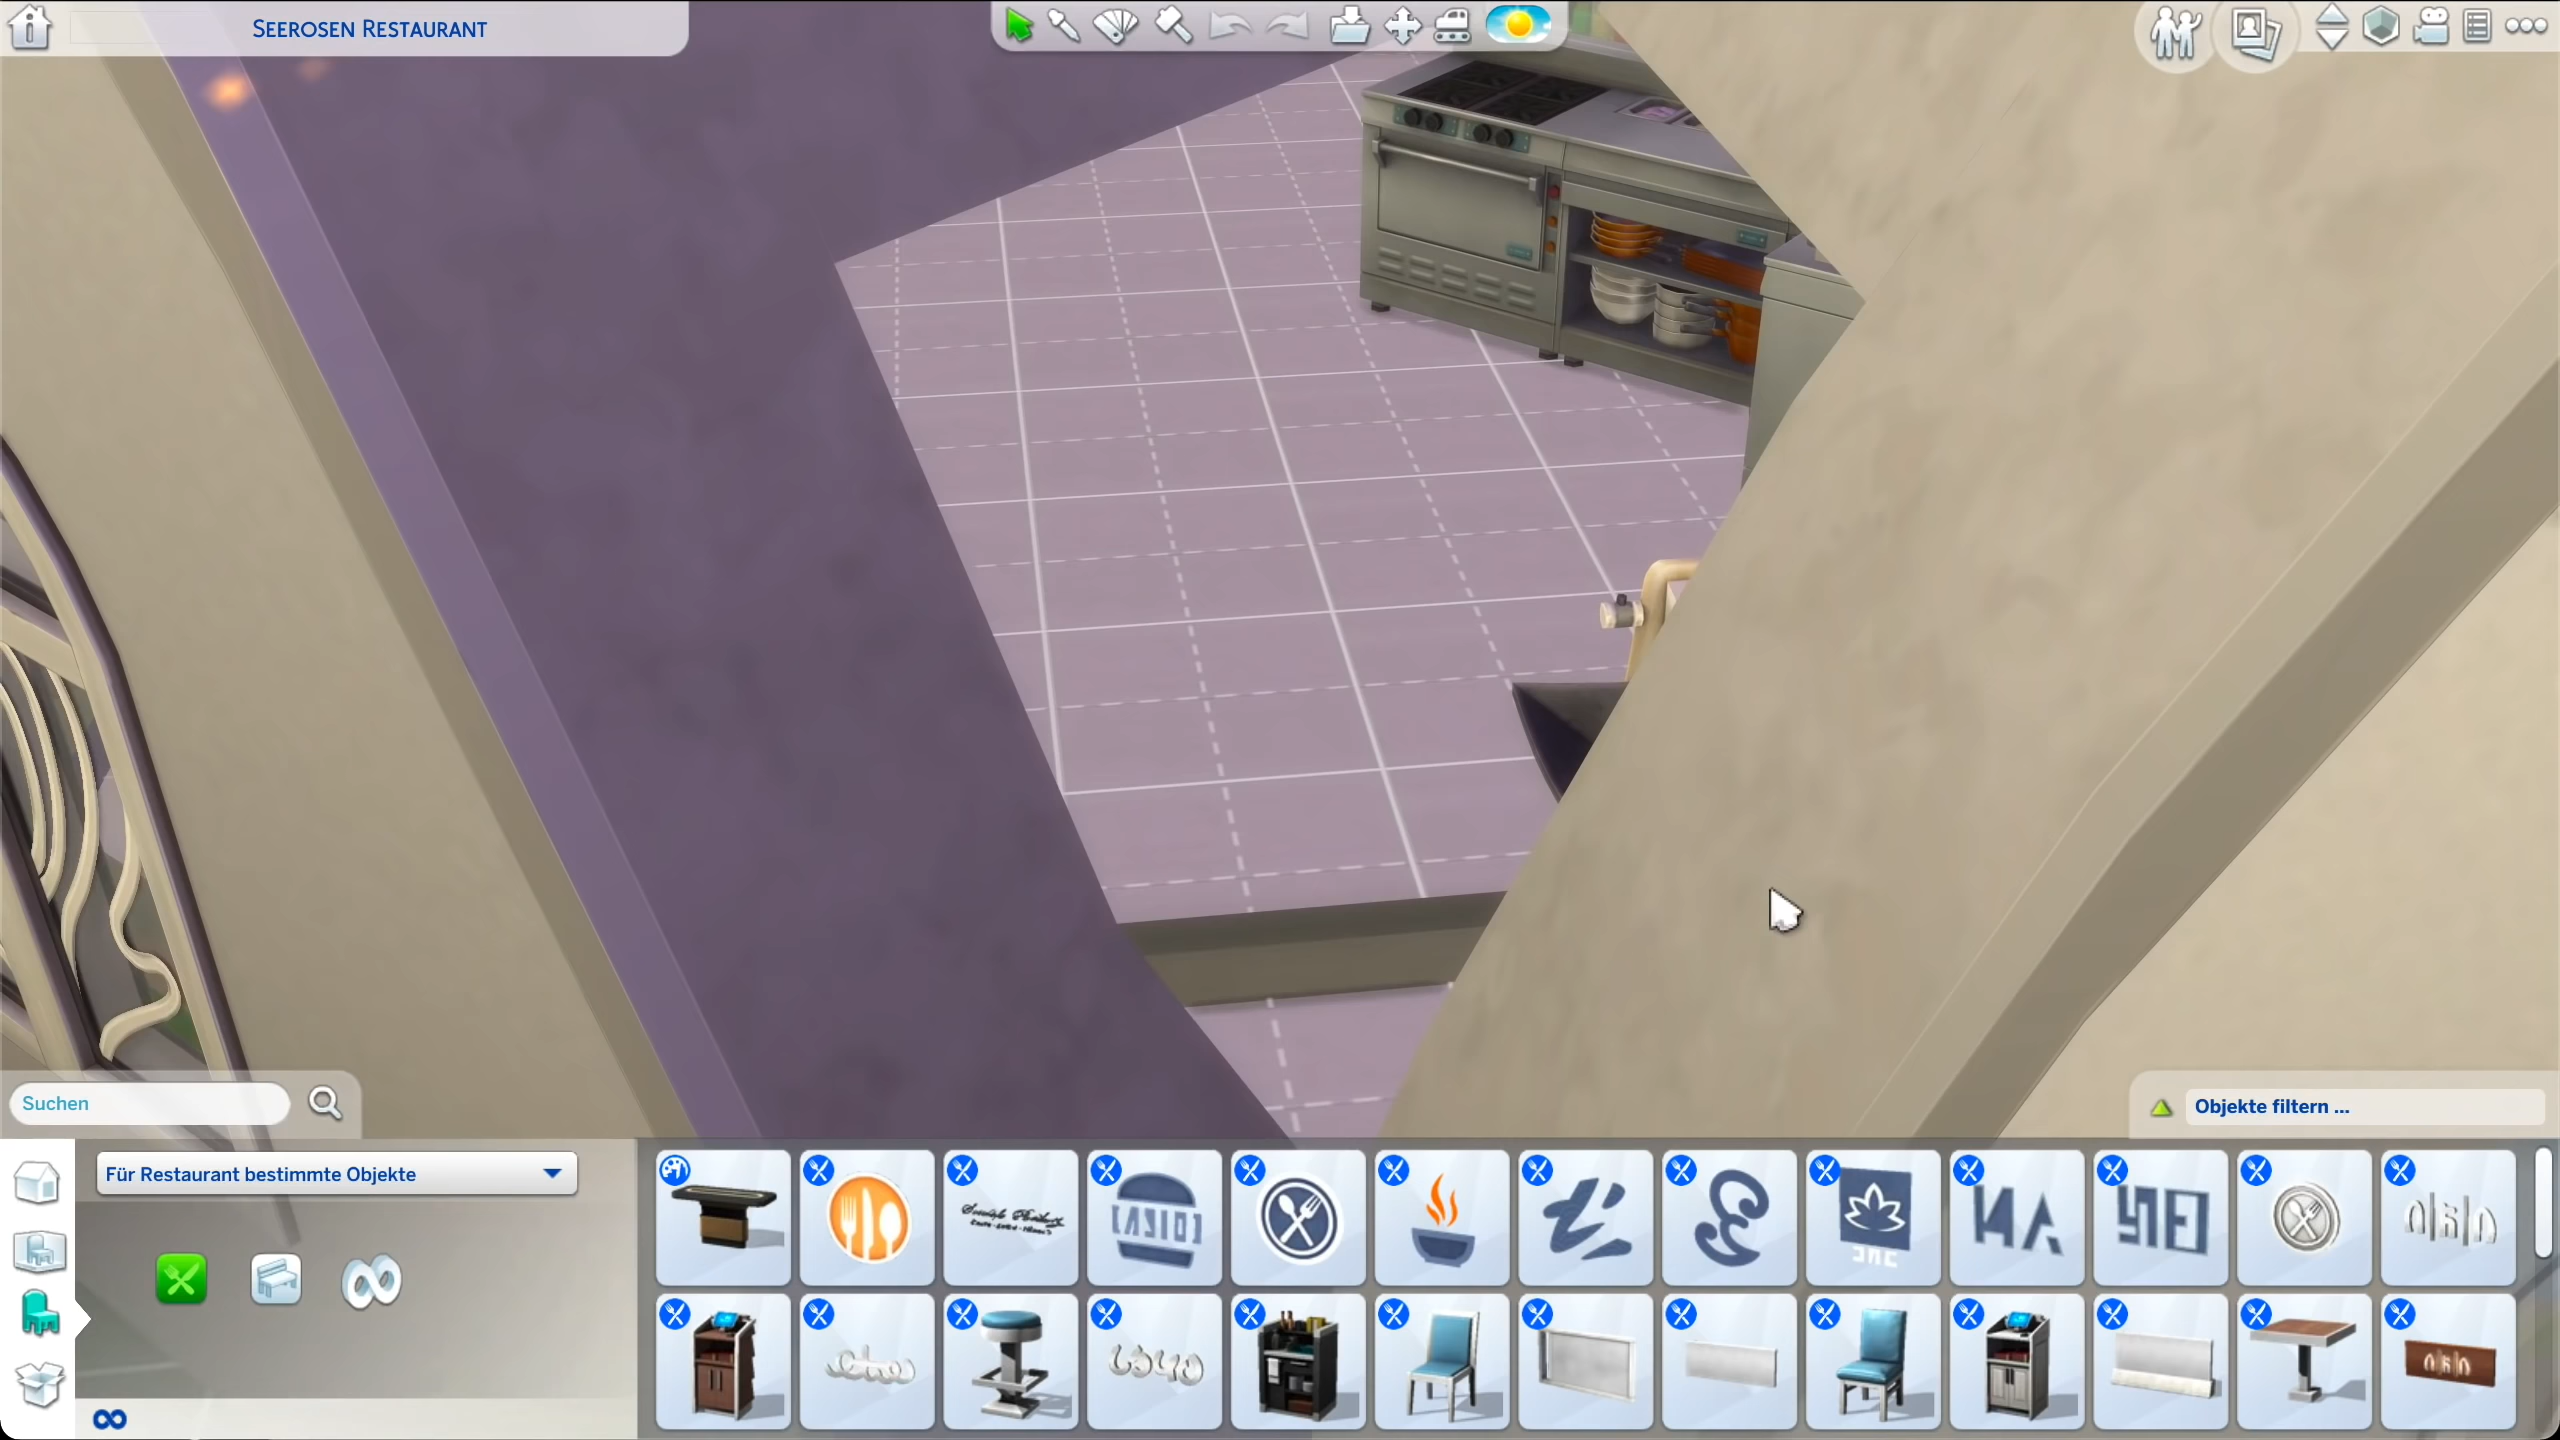 SEEROSEN RESTAURANT
Suchen
Objekte filtern ...
Für Restaurant bestimmte Objekte